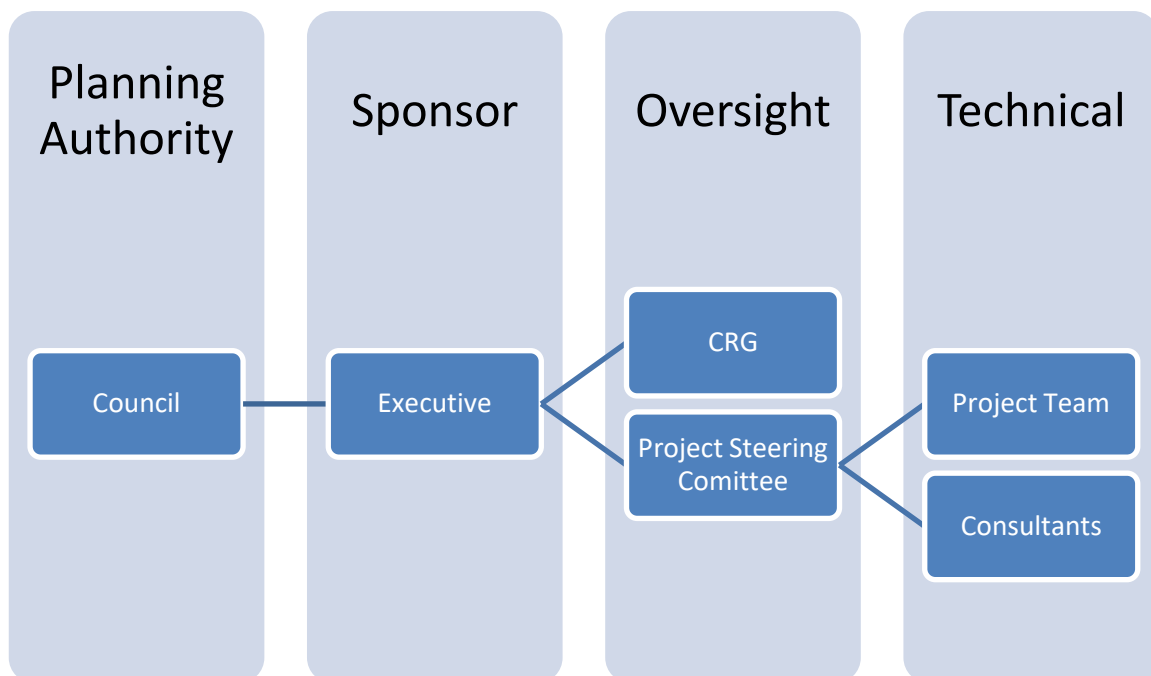 Planning
Authority
Sponsor
Oversight
Technical
Council
Executive
CRG
Project Steering
Comittee
Project Team
Consultants